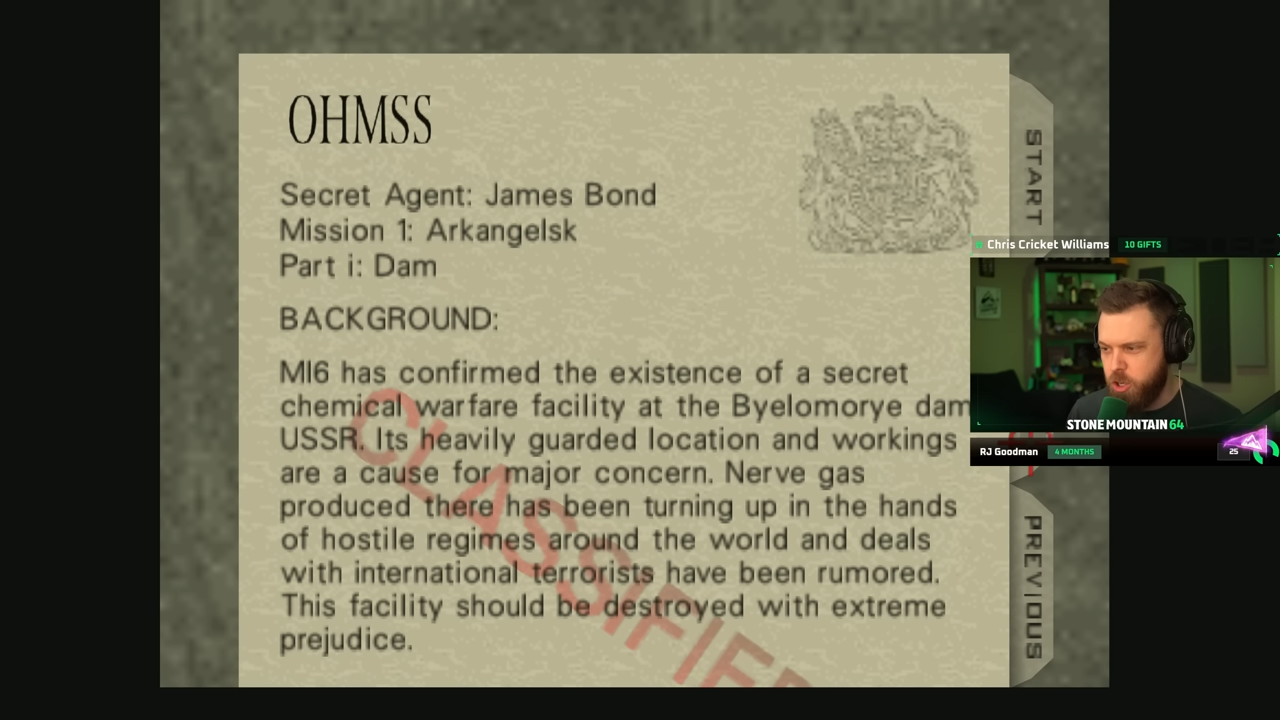 OHMSS
Secret Agent: James Bond
Mission 1: Arkangelsk
Part i: Dam
BACKGROUND:
MI6 has confirmed the existence of a secret
chemical warfare facility at the Byelomorye dam
USSR. Its heavily guarded location and workings
are a cause for major concern. Nerve gas
produced there has been turning up in the hands
of hostile regimes around the world and deals
with international terrorists have been rumored.
This facility should be destroyed with extreme
prejudice.
CLASSIFIED
START
PREVIOUS
Chris Cricket Williams 10 GIFTS
STONE MOUNTAIN 64
RJ Goodman 4 MONTHS
25